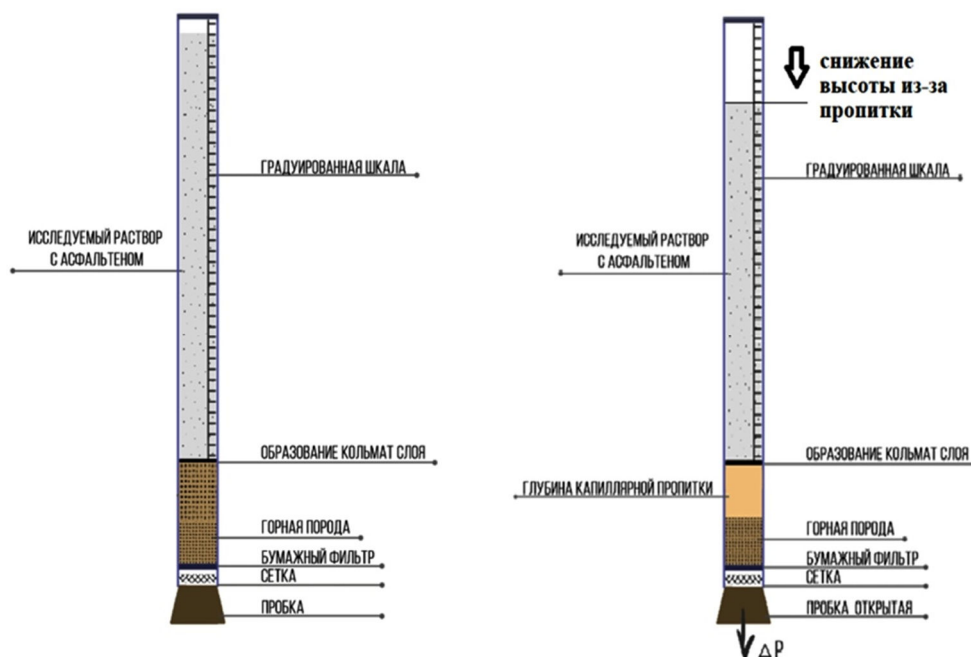 ГРАДУИРОВАННАЯ ШКАЛА
ИССЛЕДУЕМЫЙ РАСТВОР
С АСФАЛЬТЕНОМ
ОБРАЗОВАНИЕ КОЛЬМАТ СЛОЯ
ГОРНАЯ ПОРОДА
БУМАЖНЫЙ ФИЛЬТР
СЕТКА
ПРОБКА
снижение
высоты из-за
пропитки
ГРАДУИРОВАННАЯ ШКАЛА
ИССЛЕДУЕМЫЙ РАСТВОР
С АСФАЛЬТЕНОМ
ОБРАЗОВАНИЕ КОЛЬМАТ СЛОЯ
ГЛУБИНА КАПИЛЛЯРНОЙ ПРОПИТКИ
ГОРНАЯ ПОРОДА
БУМАЖНЫЙ ФИЛЬТР
СЕТКА
ПРОБКА ОТКРЫТАЯ
ΔP